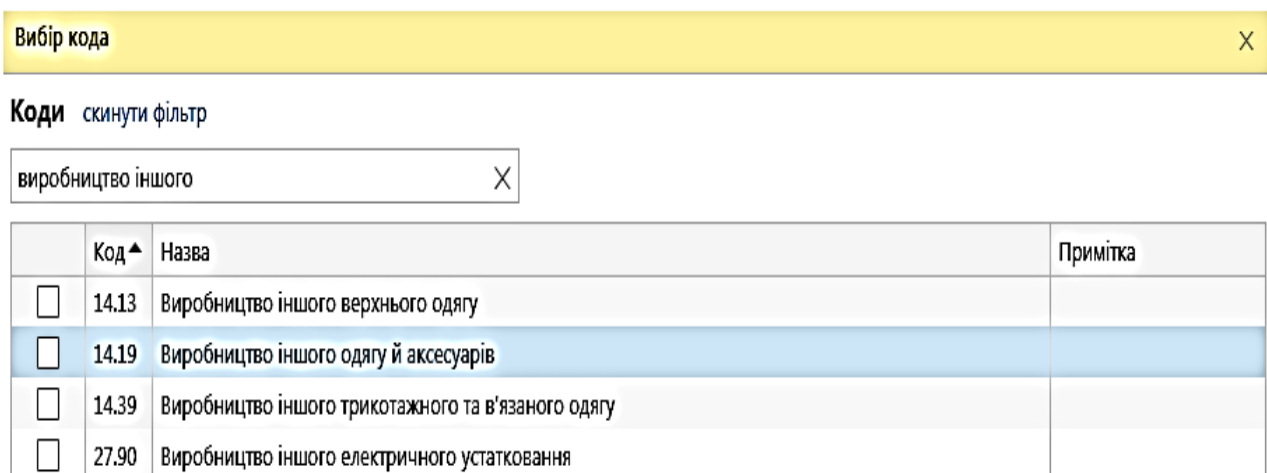 Вибір кода X
Коди скинути фільтр
виробництво іншого X
Код▲ Назва Примітка
14.13 Виробництво іншого верхнього одягу
14.19 Виробництво іншого одягу й аксесуарів
14.39 Виробництво іншого трикотажного та в'язаного одягу
27.90 Виробництво іншого електричного устатковання